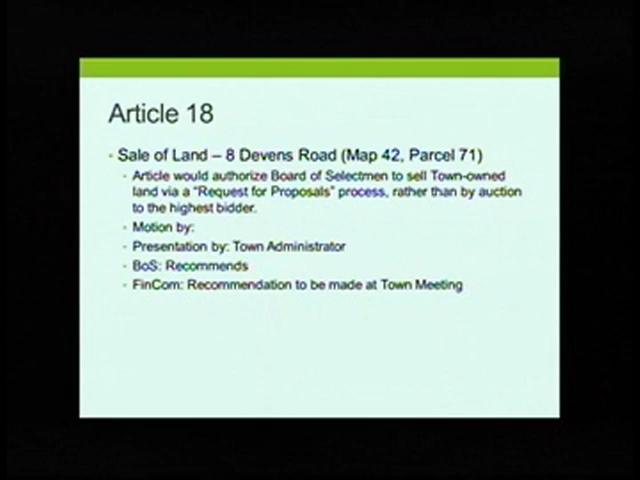 Article 18
Sale of Land – 8 Devens Road (Map 42, Parcel 71)
Article would authorize Board of Selectmen to sell Town-owned
land via a "Request for Proposals" process, rather than by auction
to the highest bidder.
Motion by:
Presentation by: Town Administrator
BoS: Recommends
FinCom: Recommendation to be made at Town Meeting